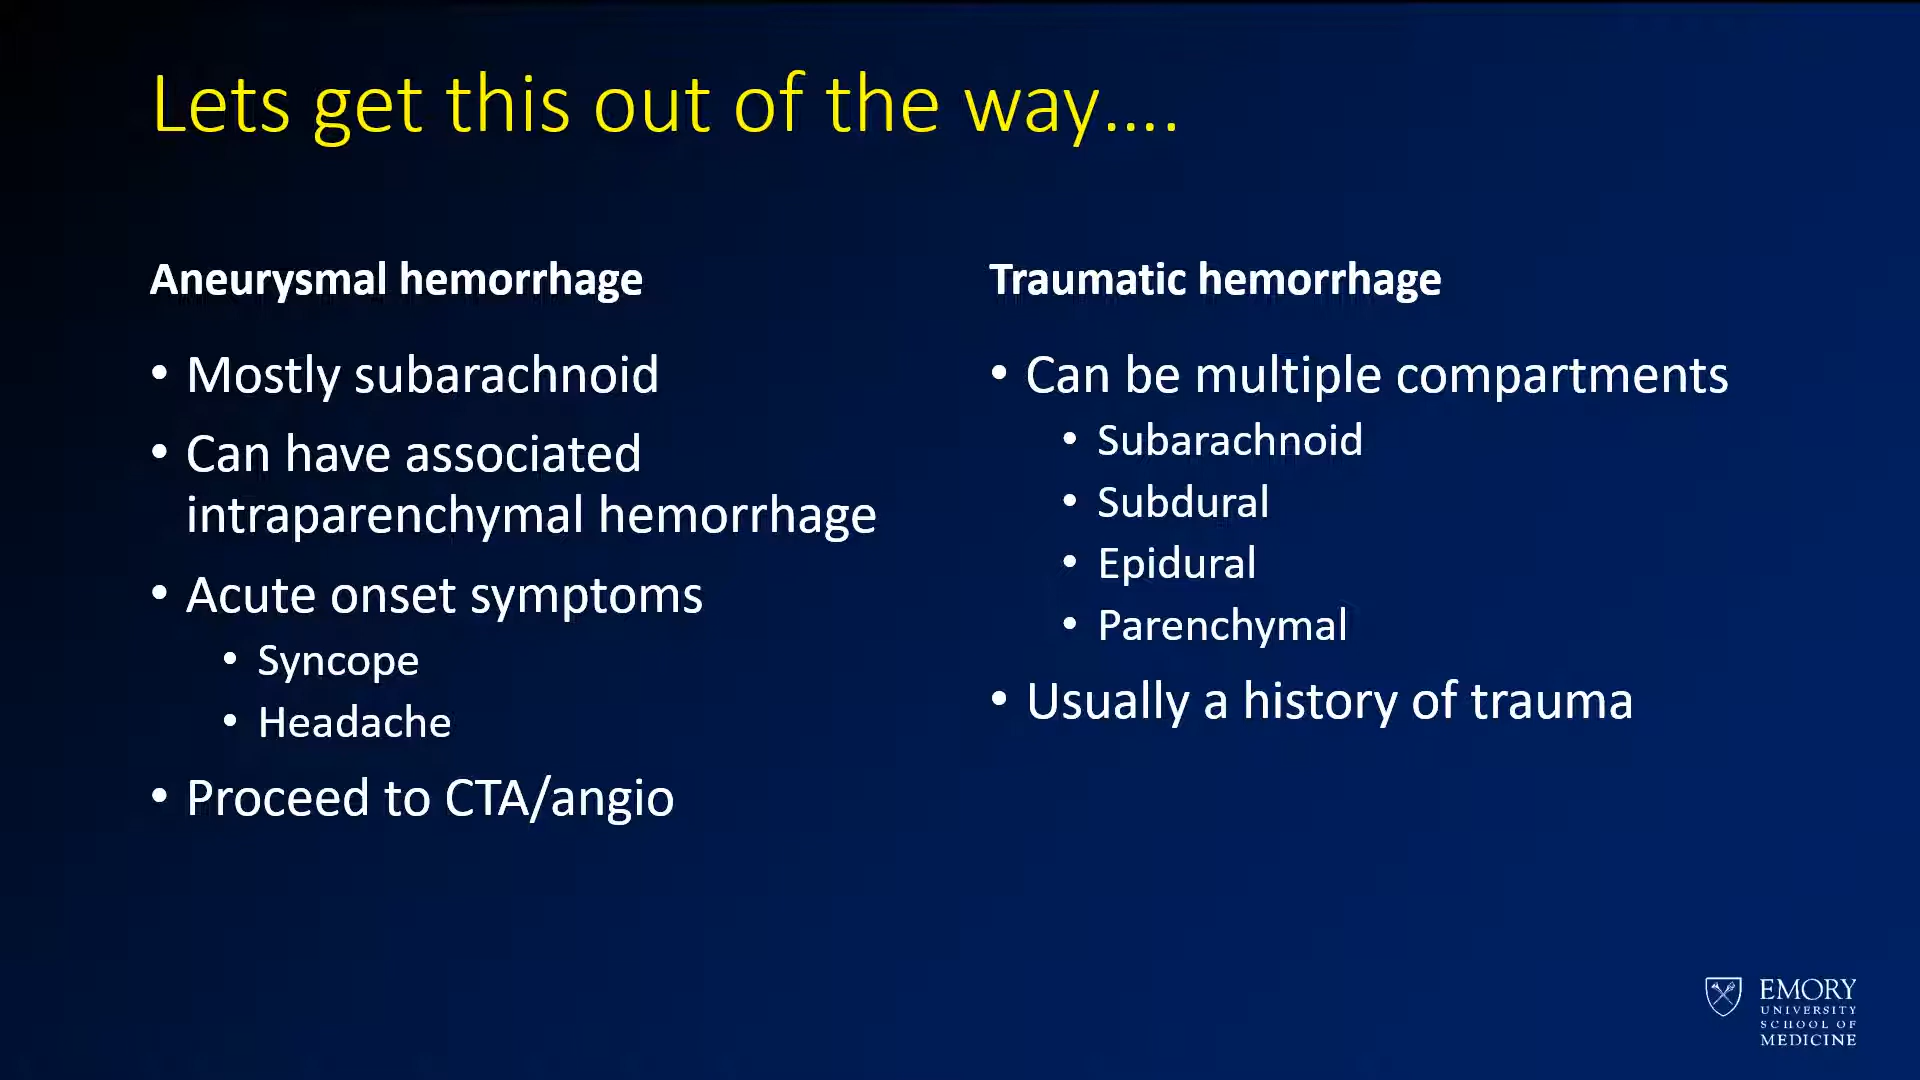 Lets get this out of the way....
Aneurysmal hemorrhage
• Mostly subarachnoid
• Can have associated
intraparenchymal hemorrhage
• Acute onset symptoms
• Syncope
• Headache
• Proceed to CTA/angio
Traumatic hemorrhage
• Can be multiple compartments
• Subarachnoid
• Subdural
• Epidural
• Parenchymal
• Usually a history of trauma
EMORY
UNIVERSITY
SCHOOL OF
MEDICINE